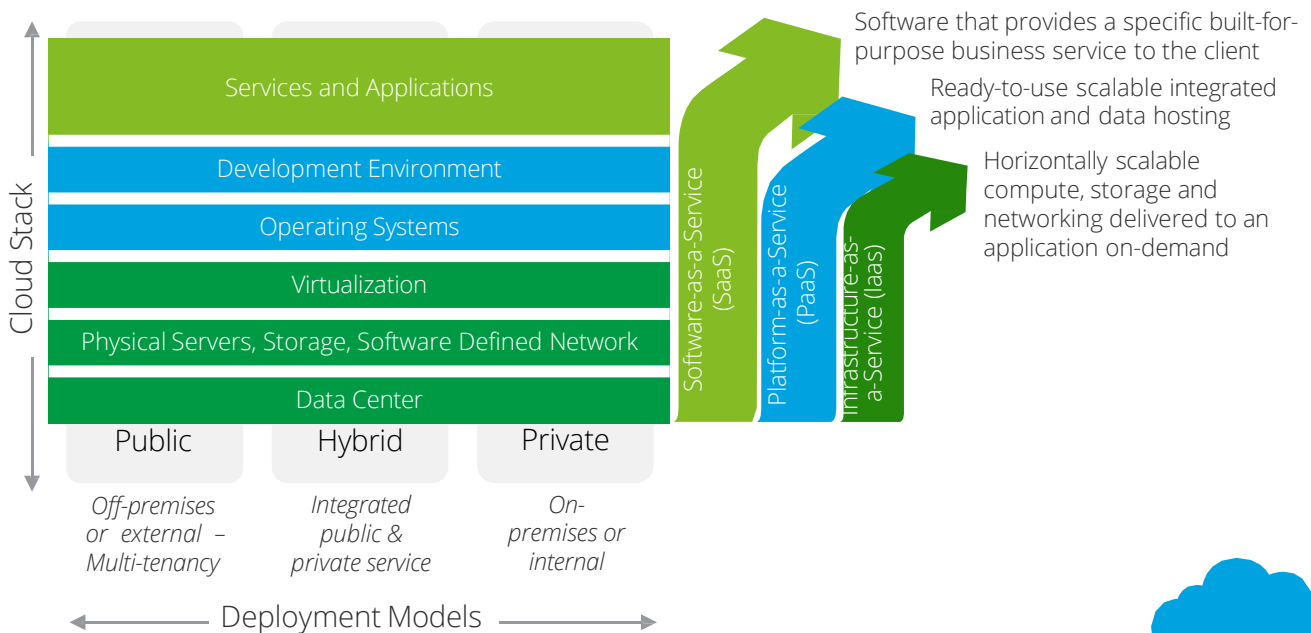 Cloud Stack
Services and Applications
Development Environment
Operating Systems
Virtualization
Physical Servers, Storage, Software Defined Network
Data Center
Public
Hybrid
Private
Off-premises
or external –
Multi-tenancy
Integrated
public &
private service
On-
premises or
internal
Deployment Models
Software-as-a-Service
(SaaS)
Platform-as-a-Service
(PaaS)
Infrastructure-as-
a-Service (Iaas)
Software that provides a specific built-for-
purpose business service to the client
Ready-to-use scalable integrated
application and data hosting
Horizontally scalable
compute, storage and
networking delivered to an
application on-demand